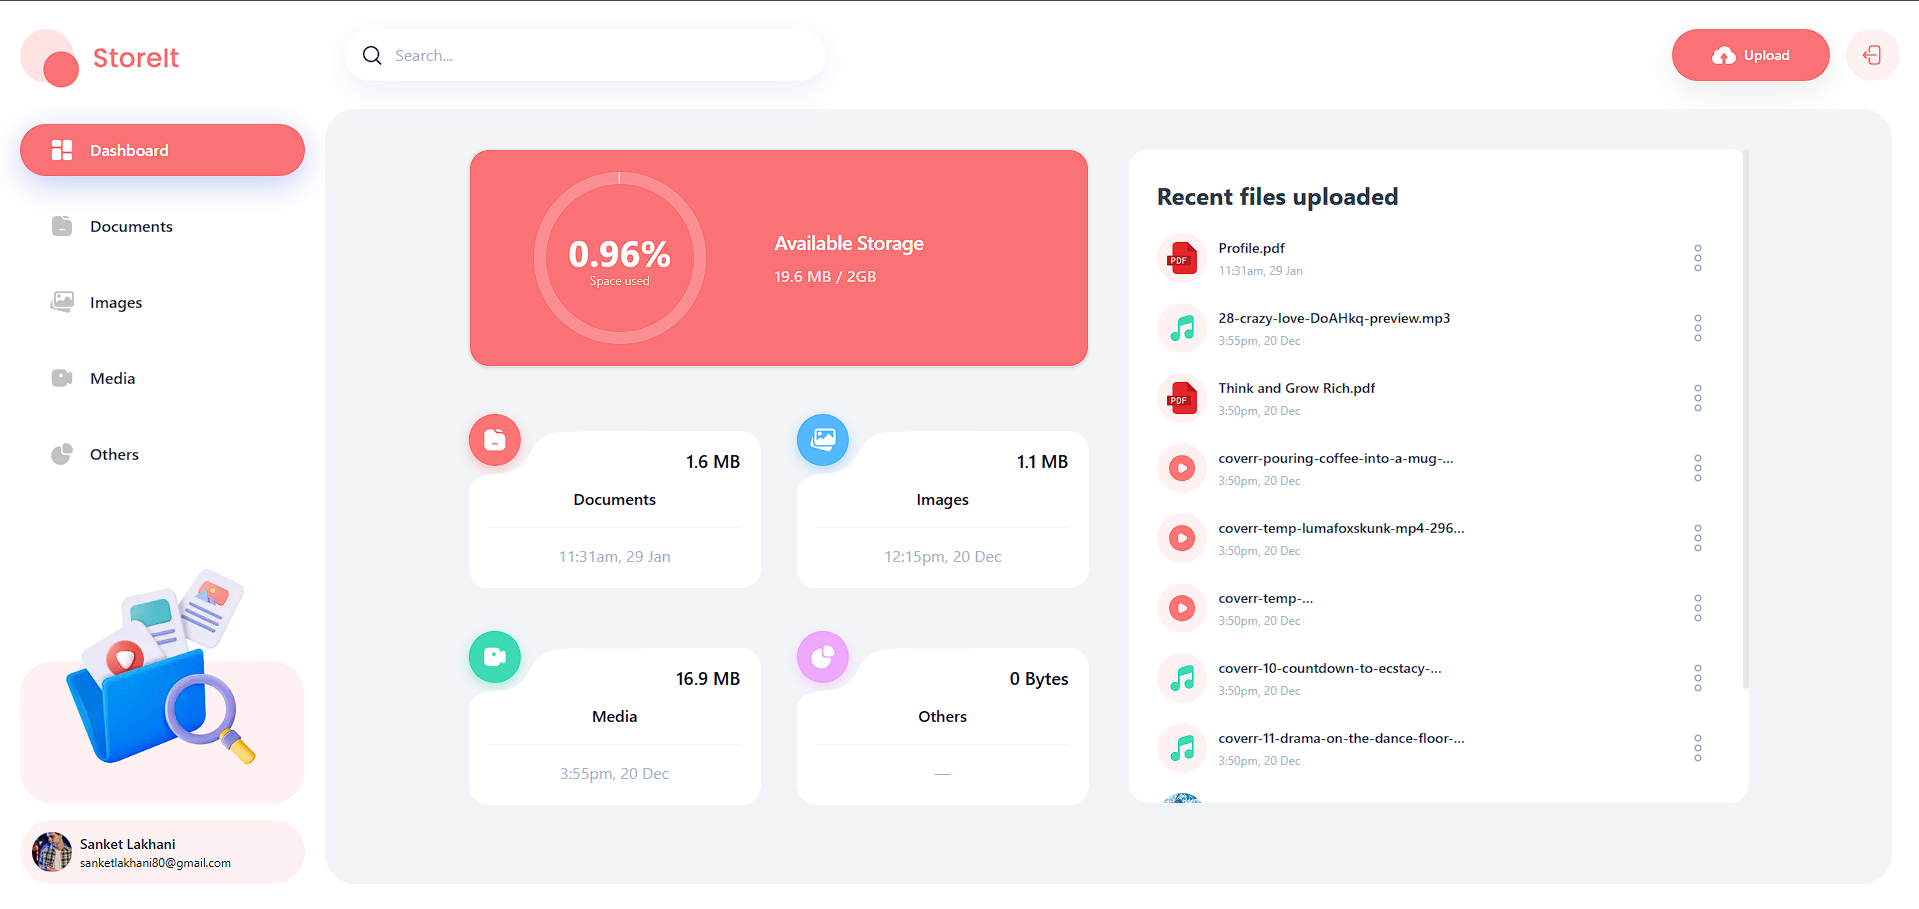 StoreIt
Search...
Upload
Dashboard
Documents
Images
Media
Others
Sanket Lakhani
sanketlakhani80@gmail.com
0.96%
Space used
Available Storage
19.6 MB / 2GB
1.6 MB
Documents
11:31am, 29 Jan
1.1 MB
Images
12:15pm, 20 Dec
16.9 MB
Media
3:55pm, 20 Dec
0 Bytes
Others
—
Recent files uploaded
PDF
Profile.pdf
11:31am, 29 Jan
28-crazy-love-DoAHkq-preview.mp3
3:55pm, 20 Dec
PDF
Think and Grow Rich.pdf
3:50pm, 20 Dec
coverr-pouring-coffee-into-a-mug-...
3:50pm, 20 Dec
coverr-temp-lumafoxskunk-mp4-296...
3:50pm, 20 Dec
coverr-temp-...
3:50pm, 20 Dec
coverr-10-countdown-to-ecstacy-...
3:50pm, 20 Dec
coverr-11-drama-on-the-dance-floor-...
3:50pm, 20 Dec